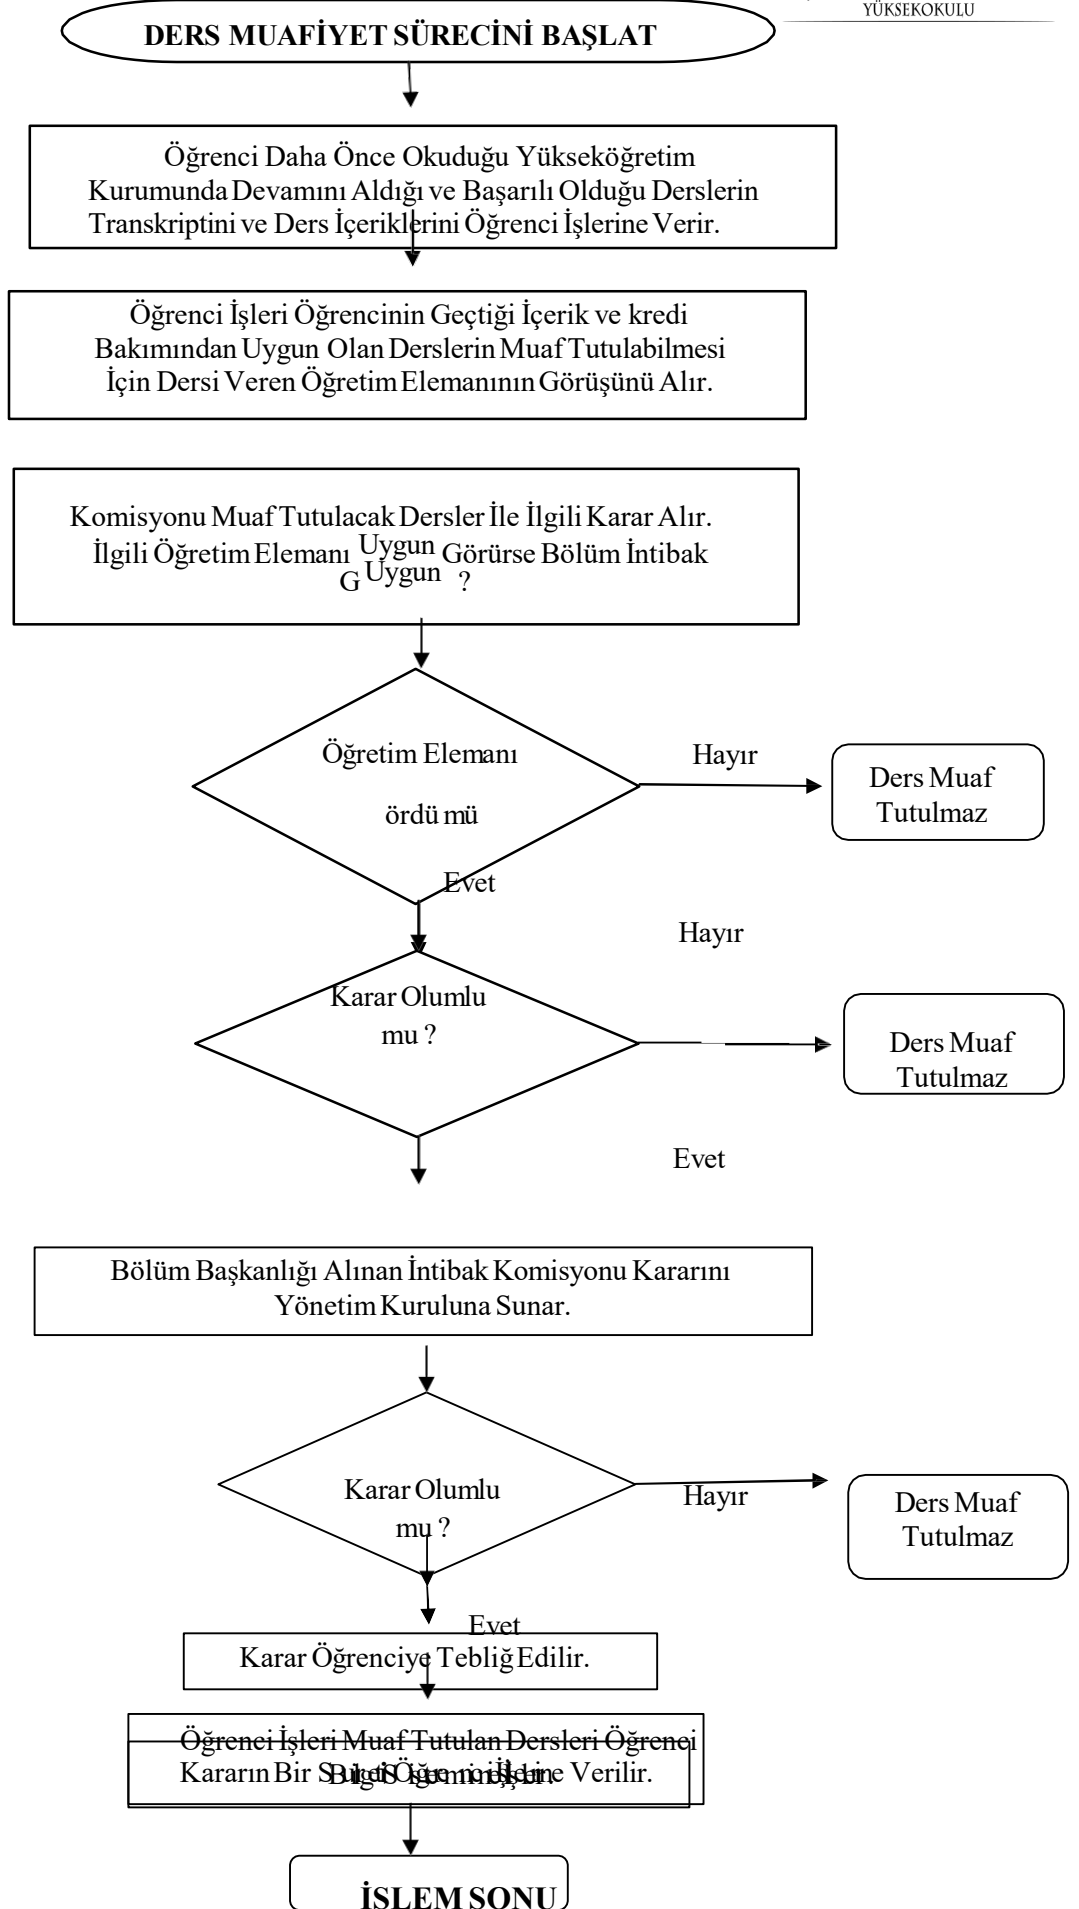 YÜKSEKOKULU
DERS MUAFİYET SÜRECİNİ BAŞLAT
Öğrenci Daha Önce Okuduğu Yükseköğretim
Kurumunda Devamını Aldığı ve Başarılı Olduğu Derslerin
Transkriptini ve Ders İçeriklerini Öğrenci İşlerine Verir.
Öğrenci İşleri Öğrencinin Geçtiği İçerik ve kredi
Bakımından Uygun Olan Derslerin Muaf Tutulabilmesi
İçin Dersi Veren Öğretim Elemanının Görüşünü Alır.
Komisyonu Muaf Tutulacak Dersler İle İlgili Karar Alır.
İlgili Öğretim Elemanı Uygun Görürse Bölüm İntibak
G Uygun ?
Öğretim Elemanı
Hayır
Ders Muaf
Tutulmaz
ördü mü
Evet
Hayır
Karar Olumlu
mu ?
Ders Muaf
Tutulmaz
Evet
Bölüm Başkanlığı Alınan İntibak Komisyonu Kararını
Yönetim Kuruluna Sunar.
Karar Olumlu
mu ?
Hayır
Ders Muaf
Tutulmaz
Evet
Karar Öğrenciye Tebliğ Edilir.
Öğrenci İşleri Muaf Tutulan Dersleri Öğrenci
Kararın Bir Verilir.
İŞLEM SONU